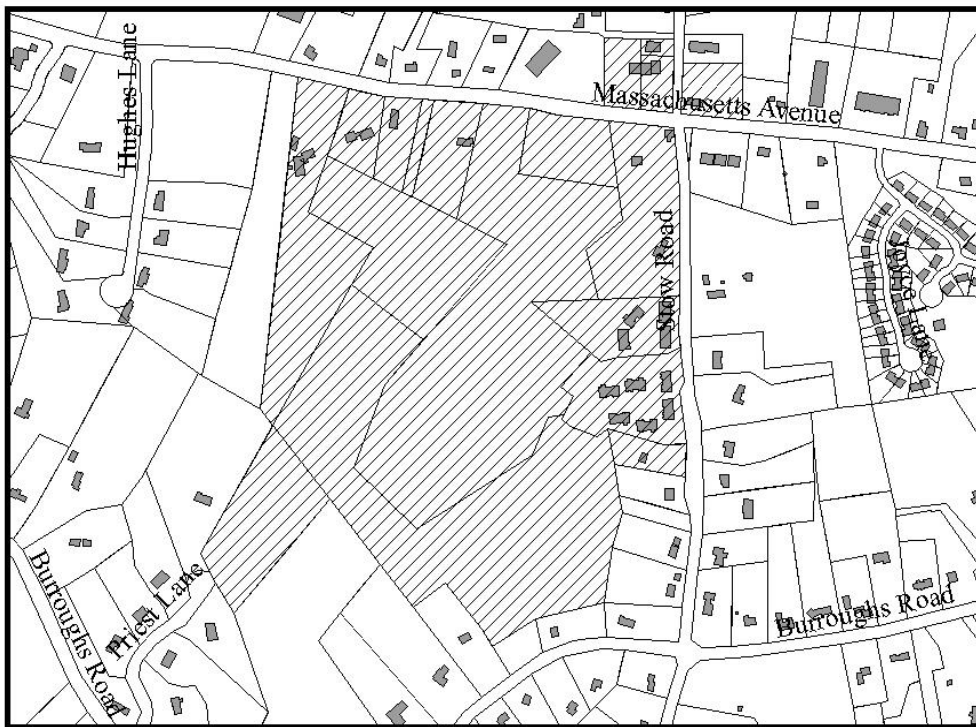 Hughes Lane
Massachusetts Avenue
Stow Road
Burroughs Road
Priest Lane
Burroughs Road